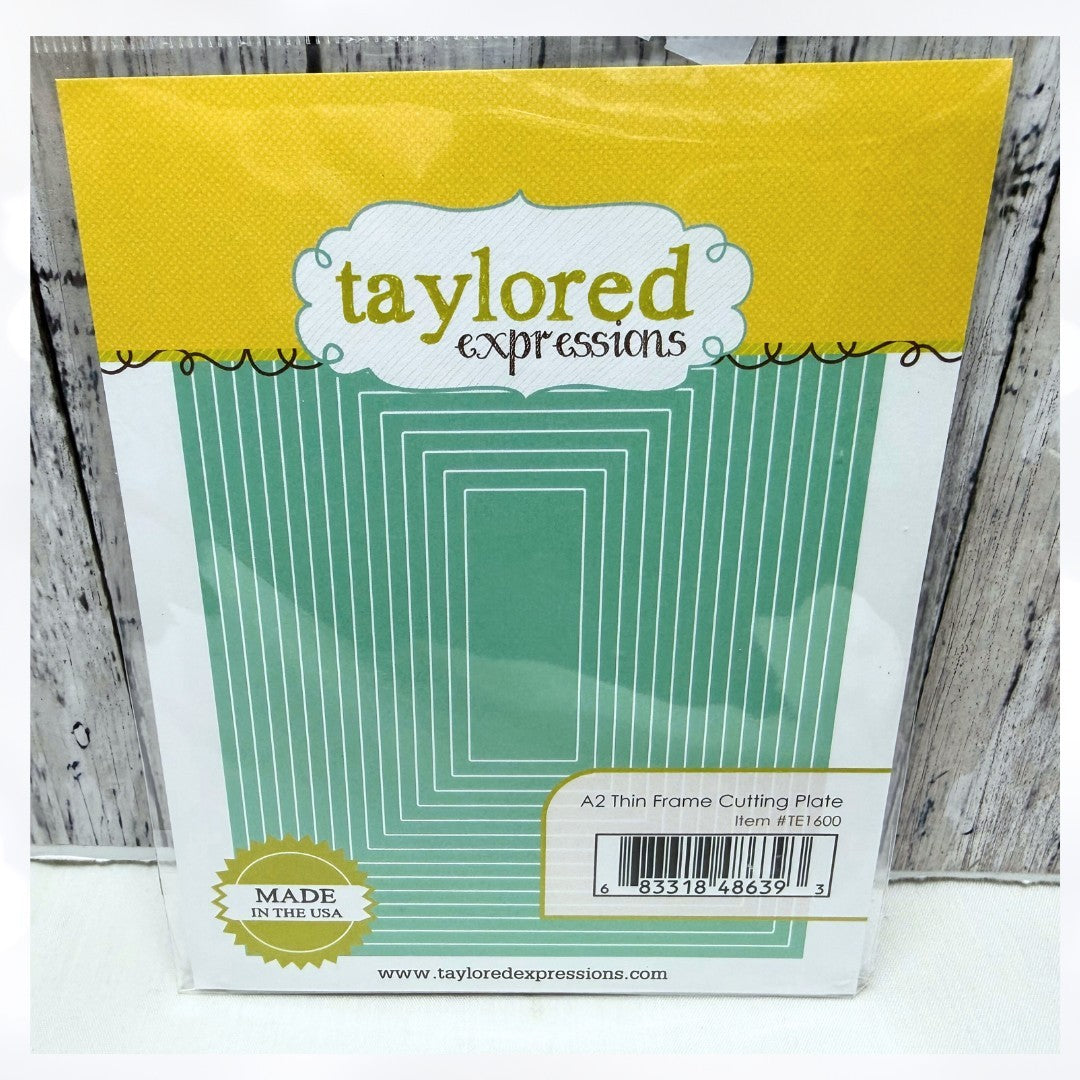 taylored
expressions
A2 Thin Frame Cutting Plate
Item #TE1600
6 83318 48639 3
MADE
IN THE USA
www.tayloredexpressions.com